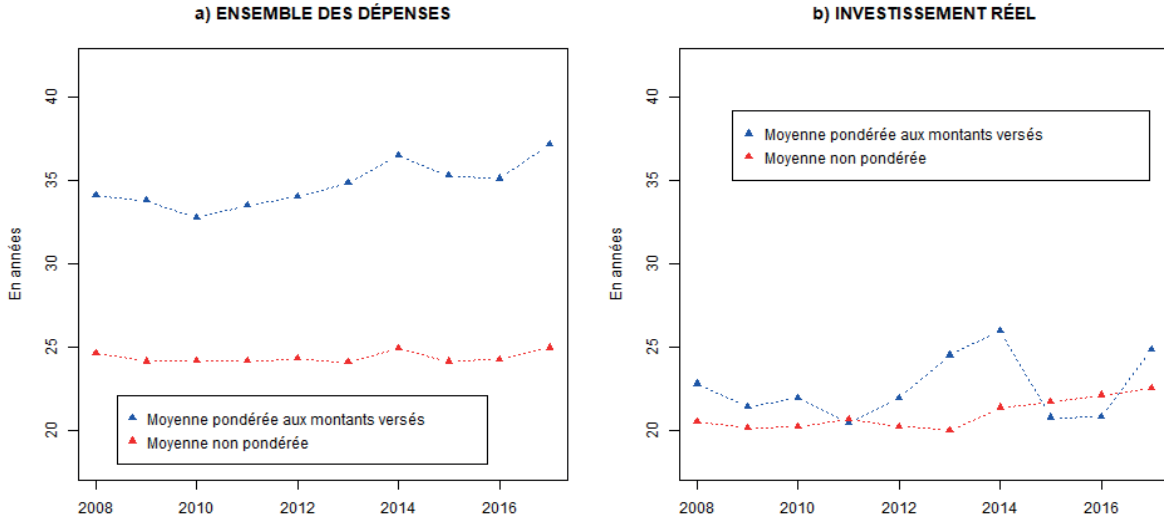 a) ENSEMBLE DES DÉPENSES
En années
40
35
30
25
20
Moyenne pondérée aux montants versés
Moyenne non pondérée
2008 2010 2012 2014 2016
b) INVESTISSEMENT RÉEL
En années
40
35
30
25
20
Moyenne pondérée aux montants versés
Moyenne non pondérée
2008 2010 2012 2014 2016